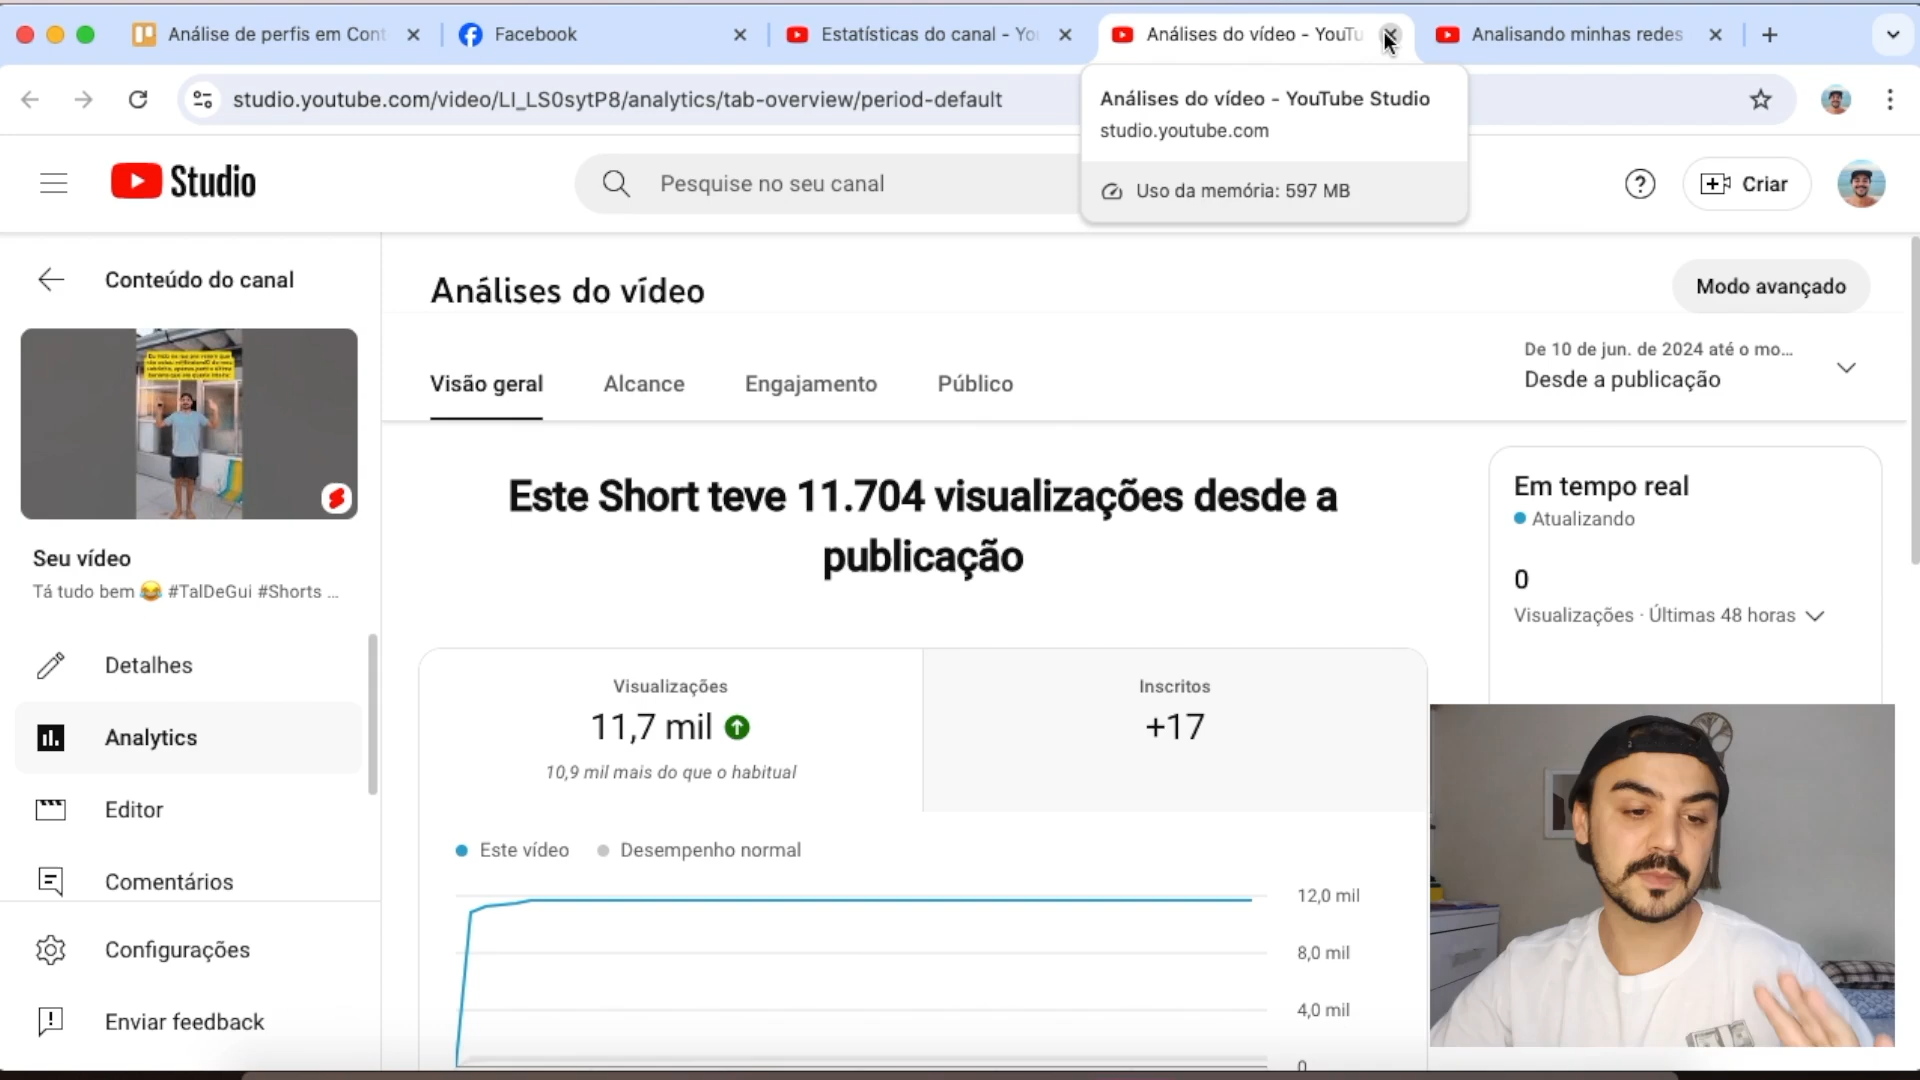 Análise de perfis em Cont
Facebook
Estatísticas do canal - Yo
Análises do vídeo - YouTu
Analisando minhas redes
studio.youtube.com/video/LI_LS0sytP8/analytics/tab-overview/period-default
Análises do vídeo - YouTube Studio
studio.youtube.com
Uso da memória: 597 MB
Studio
Pesquise no seu canal
Criar
Conteúdo do canal
Seu vídeo
Tá tudo bem 😂 #TalDeGui #Shorts ...
Detalhes
Analytics
Editor
Comentários
Configurações
Enviar feedback
Análises do vídeo
Modo avançado
Visão geral
Alcance
Engajamento
Público
De 10 de jun. de 2024 até o mo...
Desde a publicação
Este Short teve 11.704 visualizações desde a
publicação
Visualizações
11,7 mil
10,9 mil mais do que o habitual
Inscritos
+17
Este vídeo
Desempenho normal
12,0 mil
8,0 mil
4,0 mil
0
Em tempo real
Atualizando
0
Visualizações · Últimas 48 horas